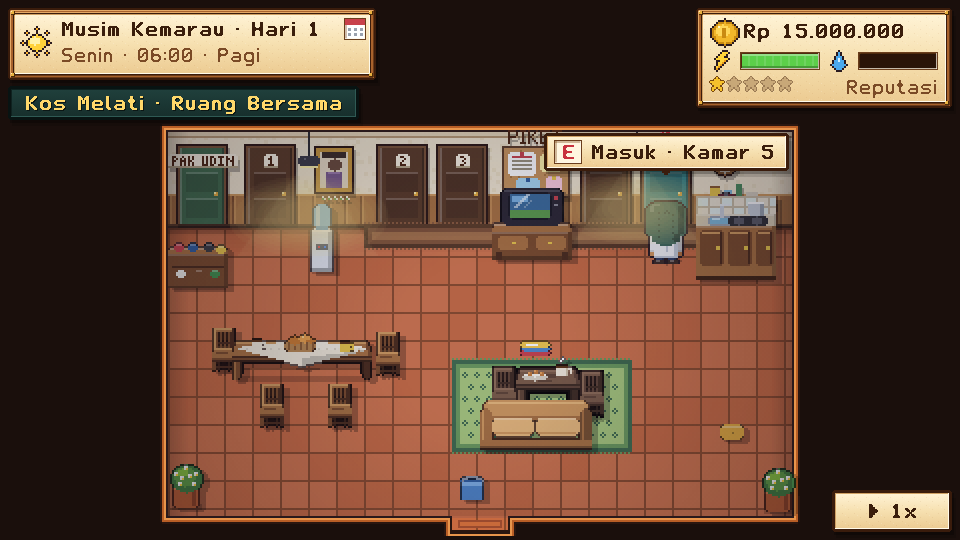 Musim Kemarau · Hari 1
Senin · 06:00 · Pagi
Rp 15.000.000
Reputasi
Kos Melati · Ruang Bersama
E Masuk · Kamar 5
PAK UDIN
1
2
3
1x